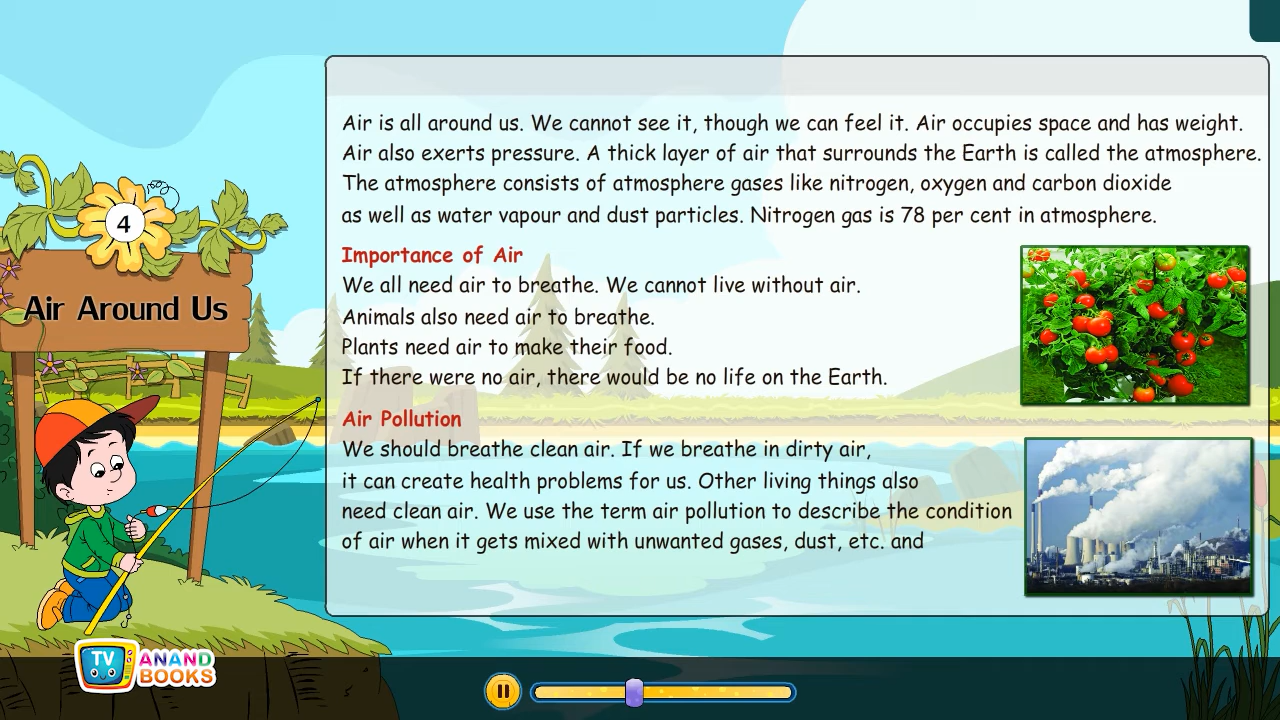 4
Air Around Us
Air is all around us. We cannot see it, though we can feel it. Air occupies space and has weight.
Air also exerts pressure. A thick layer of air that surrounds the Earth is called the atmosphere.
The atmosphere consists of atmosphere gases like nitrogen, oxygen and carbon dioxide
as well as water vapour and dust particles. Nitrogen gas is 78 per cent in atmosphere.
Importance of Air
We all need air to breathe. We cannot live without air.
Animals also need air to breathe.
Plants need air to make their food.
If there were no air, there would be no life on the Earth.
Air Pollution
We should breathe clean air. If we breathe in dirty air,
it can create health problems for us. Other living things also
need clean air. We use the term air pollution to describe the condition
of air when it gets mixed with unwanted gases, dust, etc. and
TV
ANAND
BOOKS